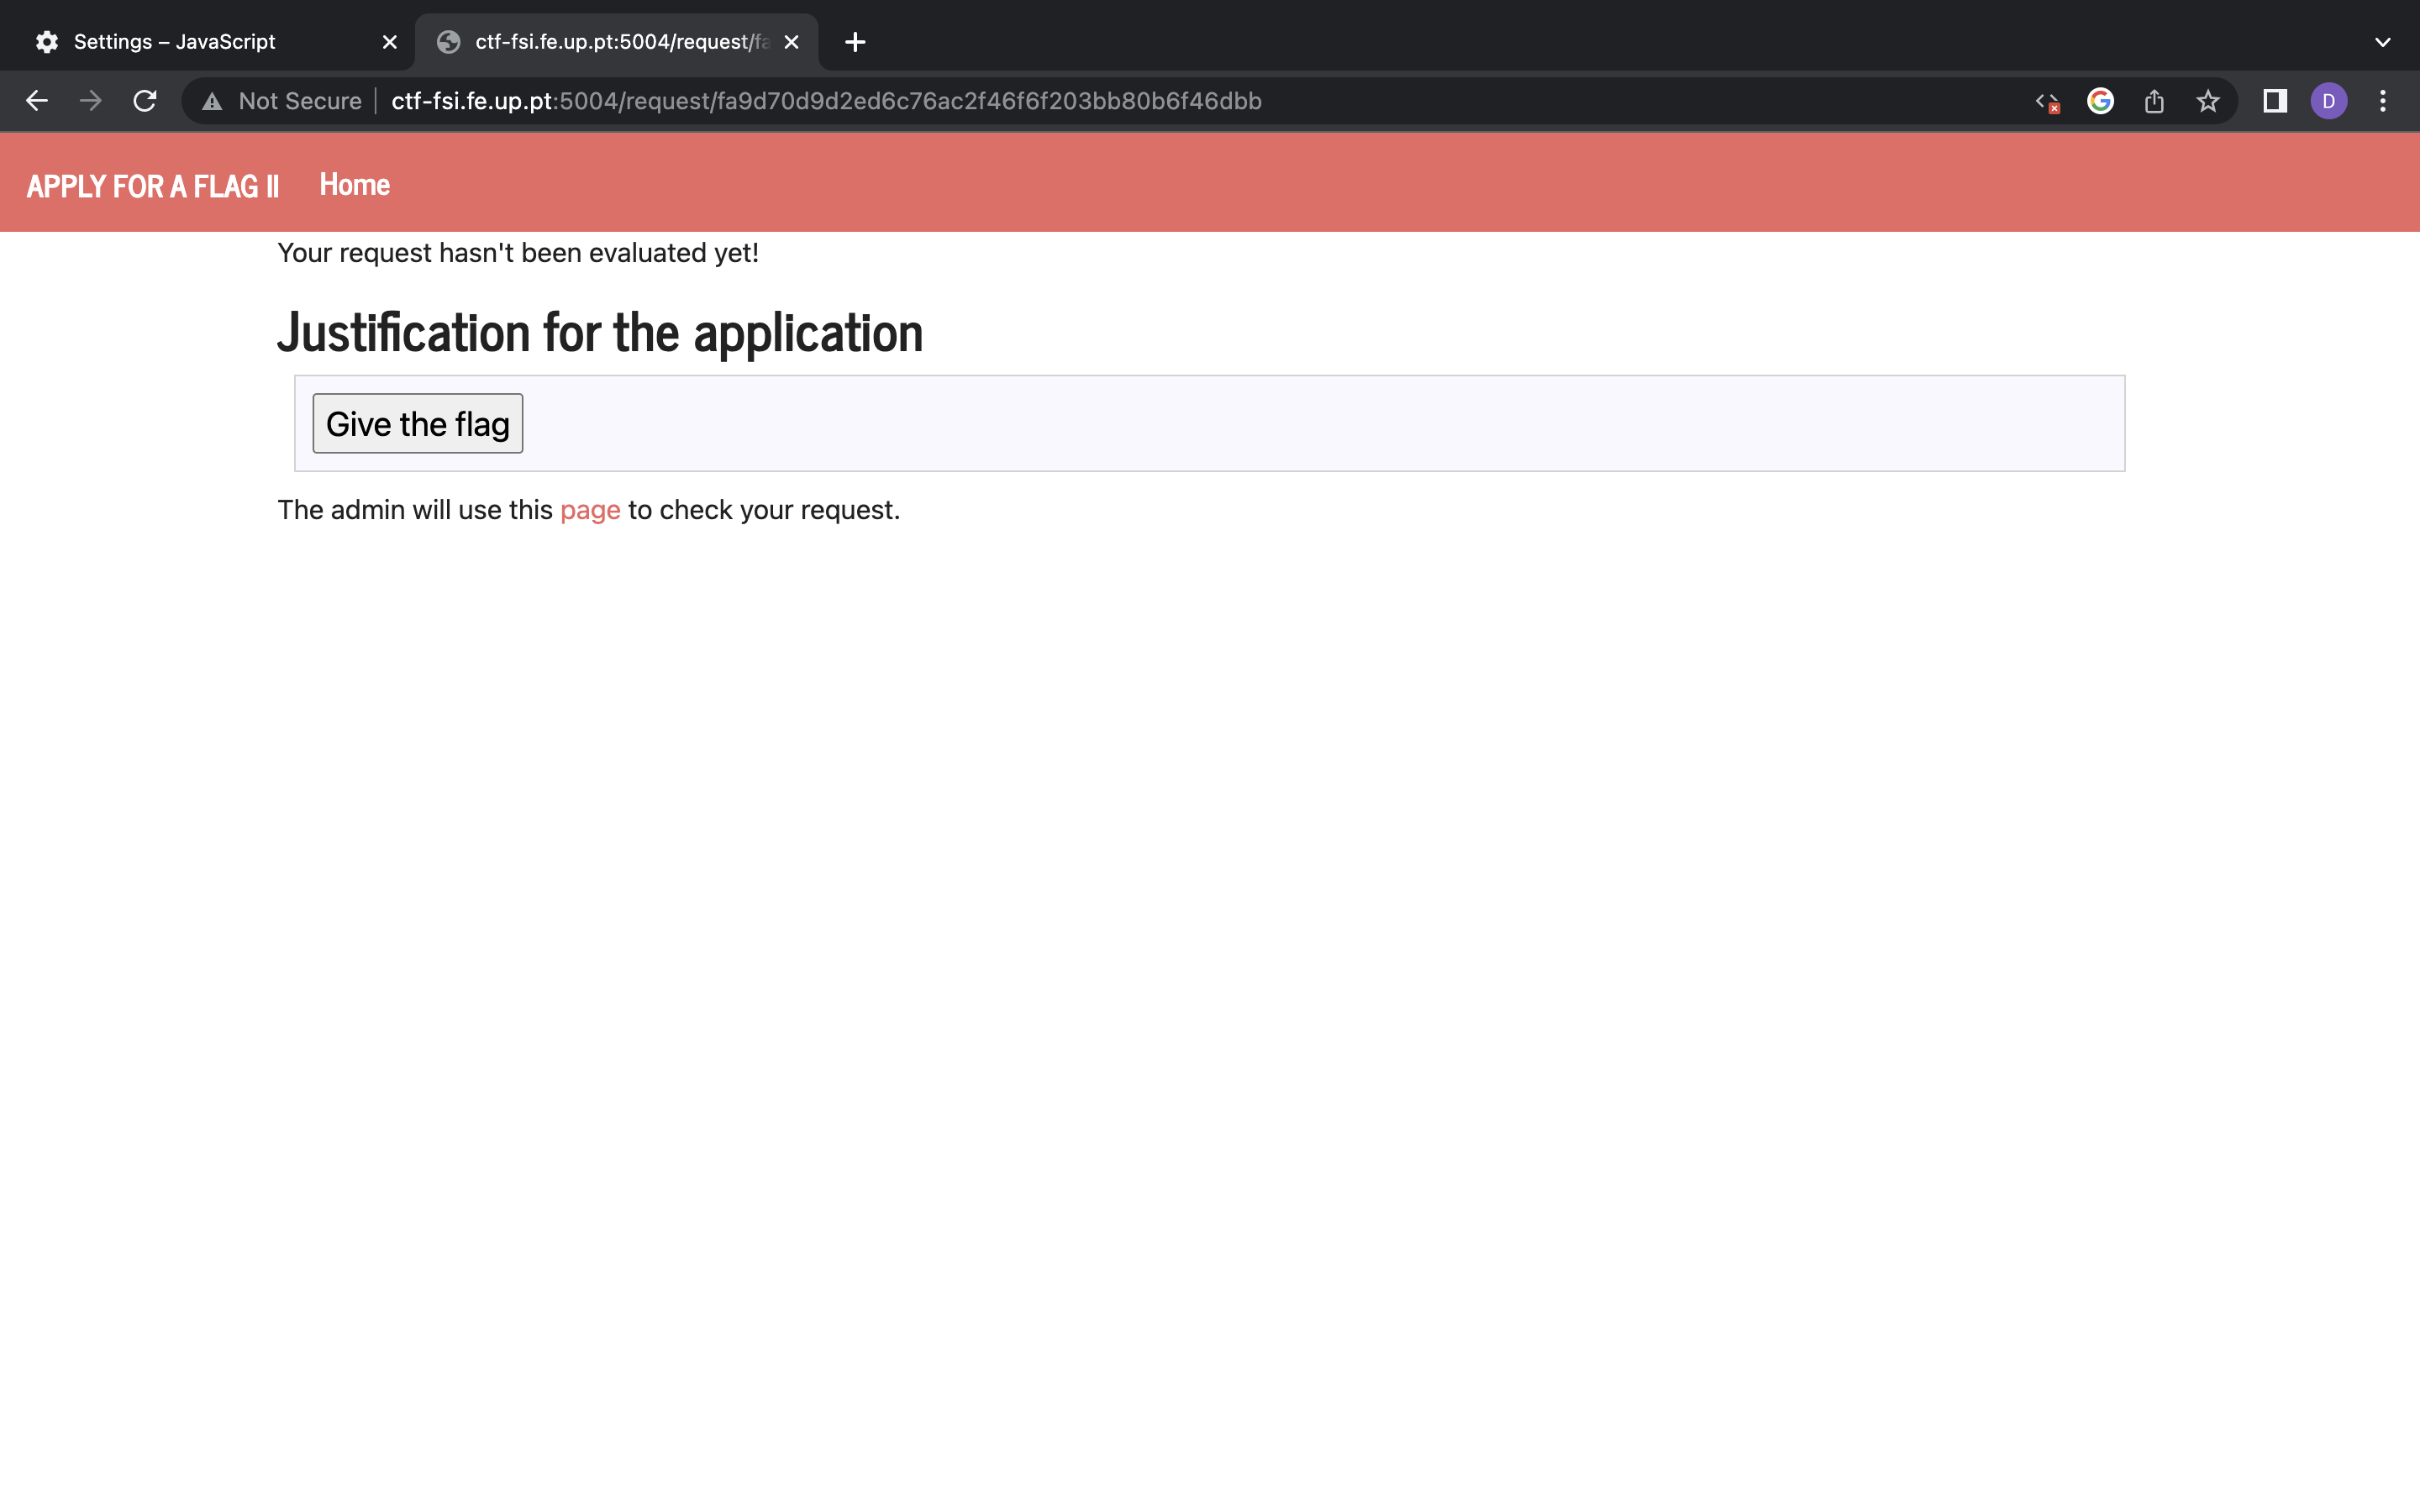 Settings – JavaScript
ctf-fsi.fe.up.pt:5004/request/fa
Not Secure ctf-fsi.fe.up.pt:5004/request/fa9d70d9d2ed6c76ac2f46f6f203bb80b6f46dbb
D
APPLY FOR A FLAG II Home
Your request hasn't been evaluated yet!
Justification for the application
Give the flag
The admin will use this page to check your request.